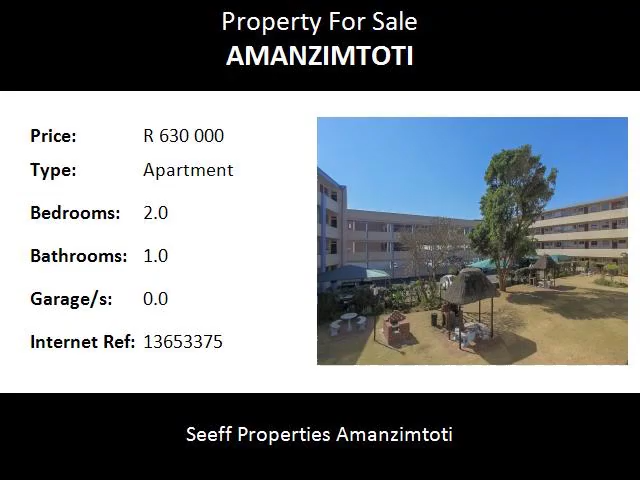 Property For Sale
AMANZIMTOTI
Price: R 630 000
Type: Apartment
Bedrooms: 2.0
Bathrooms: 1.0
Garage/s: 0.0
Internet Ref: 13653375
Seeff Properties Amanzimtoti